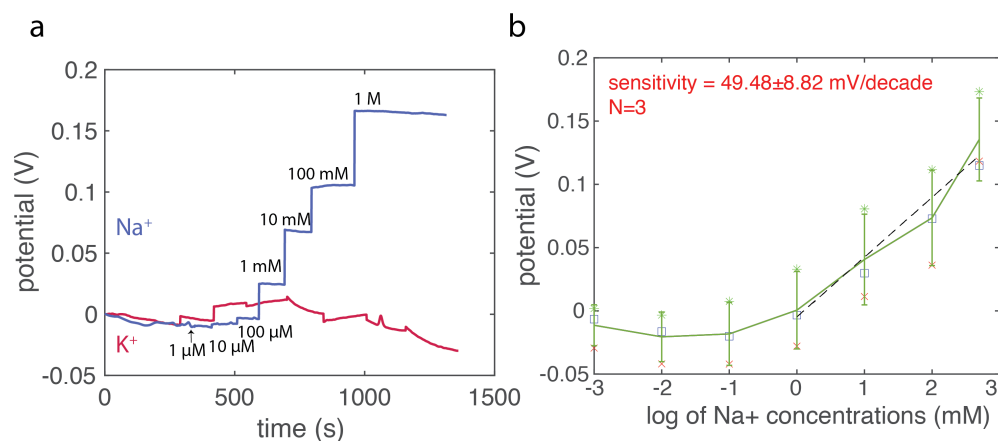 a
0.2
0.15
0.1
0.05
0
-0.05
0
500
1000
1500
potential (V)
time (s)
Na⁺
K⁺
1 µM
10 µM
100 µM
1 mM
10 mM
100 mM
1 M
b
sensitivity = 49.48±8.82 mV/decade
N=3
0.2
0.15
0.1
0.05
0
-0.05
-3
-2
-1
0
1
2
3
potential (V)
log of Na+ concentrations (mM)